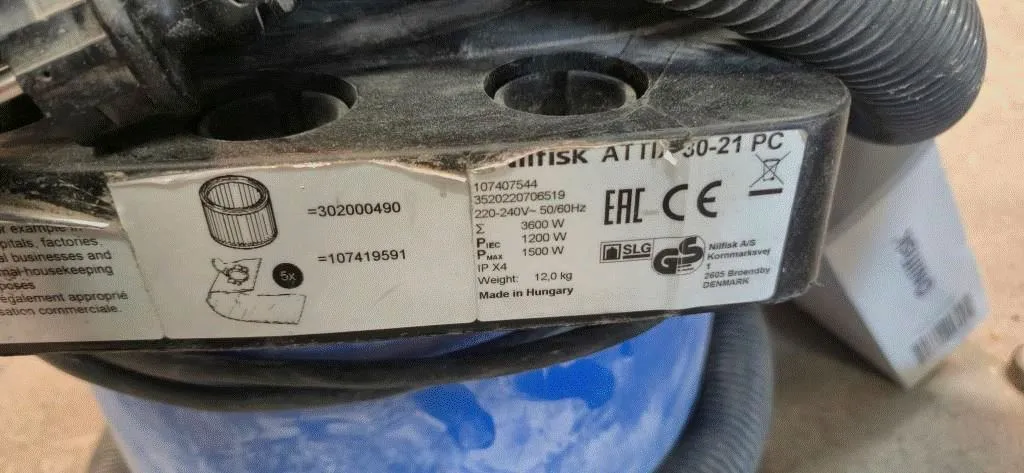 r example in
pitals, factories,
businesses and
mal housekeeping
poses
également approprié
sation commerciale.
=302000490
=107419591
5x
Nilfisk ATTIX 30-21 PC
107407544
3520220706519
220-240V~ 50/60Hz
Σ 3600 W
PIEC 1200 W
PMAX 1500 W
IP X4
Weight: 12,0 kg
Made in Hungary
EAC CE
SLG GS
Nilfisk A/S
Kornmarksvej
1
2605 Broendby
DENMARK
Nilfisk